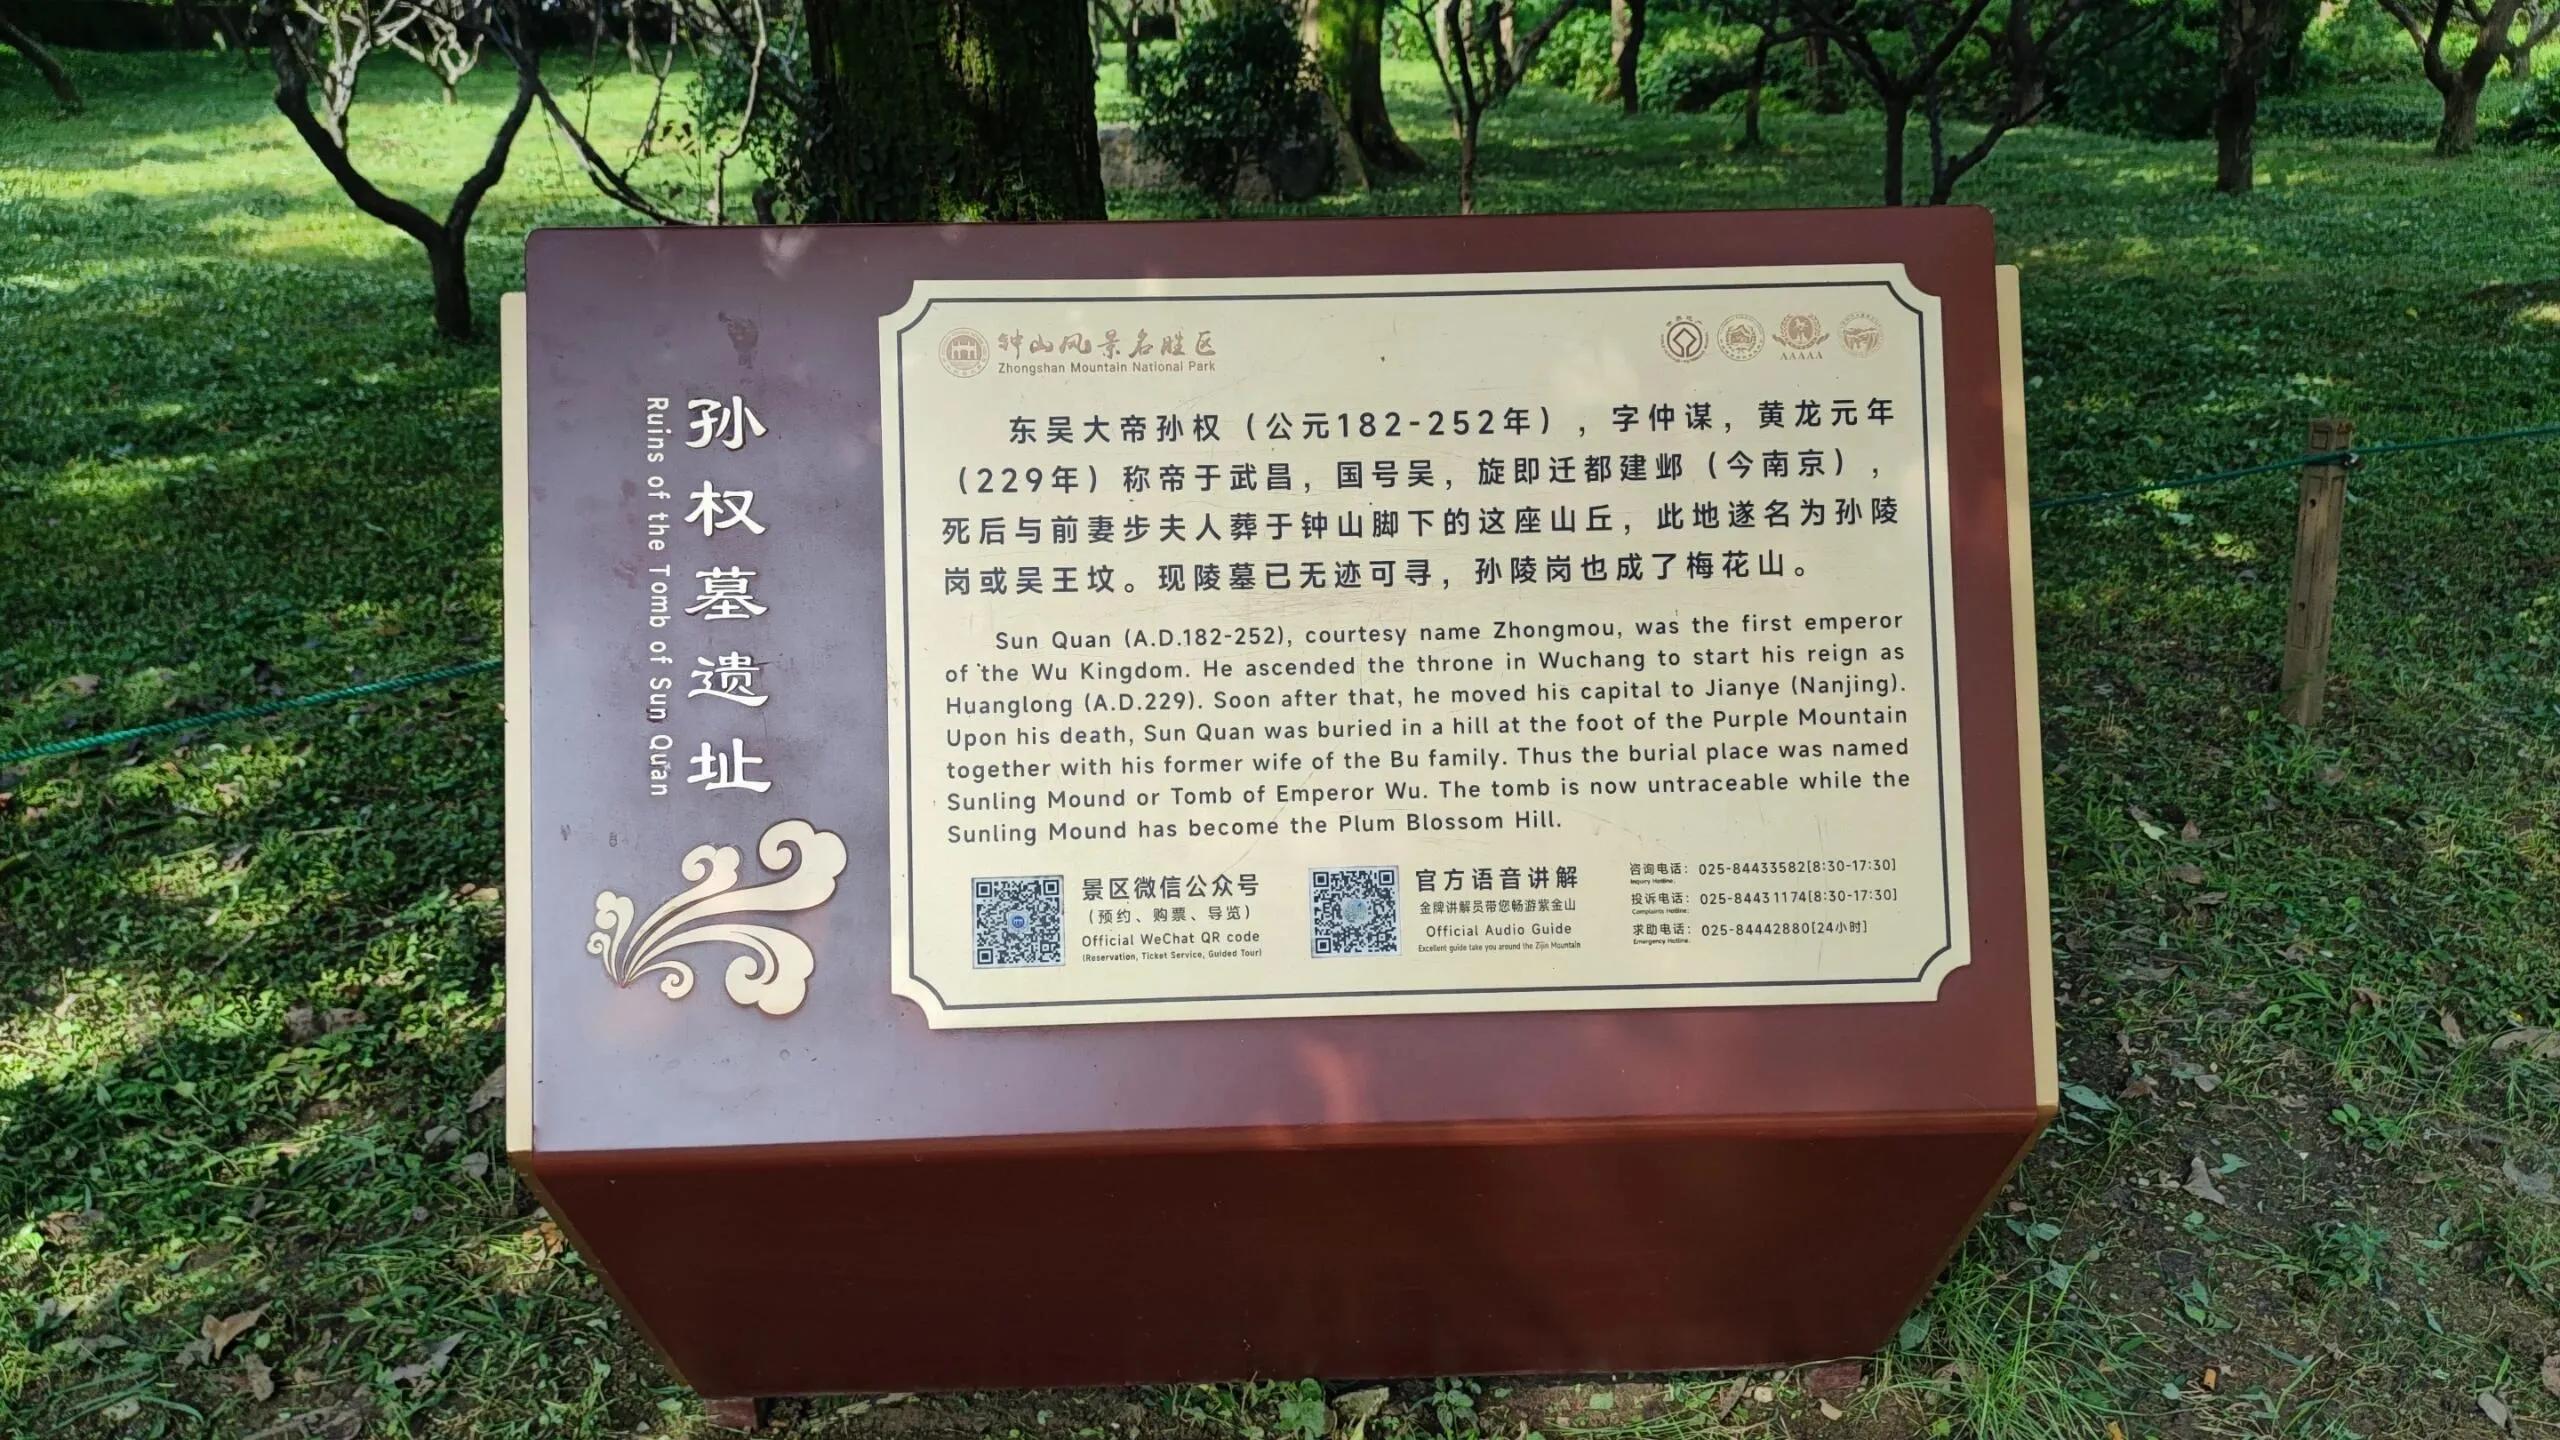 孙权墓遗址
Ruins of the Tomb of Sun Quan
钟山风景名胜区
Zhongshan Mountain National Park
AAAAA
东吴大帝孙权（公元182-252年），字仲谋，黄龙元年
（229年）称帝于武昌，国号吴，旋即迁都建邺（今南京），
死后与前妻步夫人葬于钟山脚下的这座山丘，此地遂名为孙陵
岗或吴王坟。现陵墓已无迹可寻，孙陵岗也成了梅花山。
Sun Quan (A.D.182-252), courtesy name Zhongmou, was the first emperor
of the Wu Kingdom. He ascended the throne in Wuchang to start his reign as
Huanglong (A.D.229). Soon after that, he moved his capital to Jianye (Nanjing).
Upon his death, Sun Quan was buried in a hill at the foot of the Purple Mountain
together with his former wife of the Bu family. Thus the burial place was named
Sunling Mound or Tomb of Emperor Wu. The tomb is now untraceable while the
Sunling Mound has become the Plum Blossom Hill.
景区微信公众号
（预约、购票、导览）
Official WeChat QR code
(Reservation, Ticket Service, Guided Tour)
官方语音讲解
金牌讲解员带您畅游紫金山
Official Audio Guide
Excellent guide take you around the Zijin Mountain
咨询电话：025-84433582[8:30-17:30]
Inquiry Hotline:
投诉电话：025-84431174[8:30-17:30]
Complaints Hotline:
求助电话：025-84442880[24小时]
Emergency Hotline: